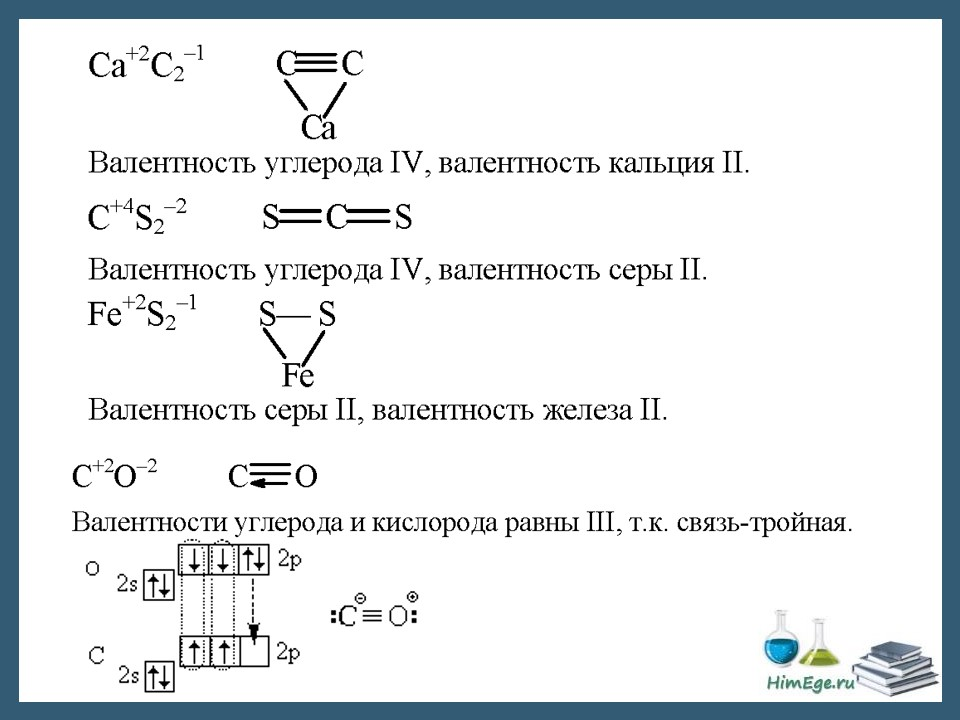 Ca⁺²C₂⁻¹ C≡C
Ca
Валентность углерода IV, валентность кальция II.
C⁺⁴S₂⁻² S=C=S
Валентность углерода IV, валентность серы II.
Fe⁺²S₂⁻¹ S—S
Fe
Валентность серы II, валентность железа II.
C⁺²O⁻² C≡O
Валентности углерода и кислорода равны III, т.к. связь-тройная.
O 2s ↑↓ ↓ ↓ ↑↓ 2p
:C⊖≡O⊕:
C 2s ↑↓ ↑ ↑ 2p
HimEge.ru